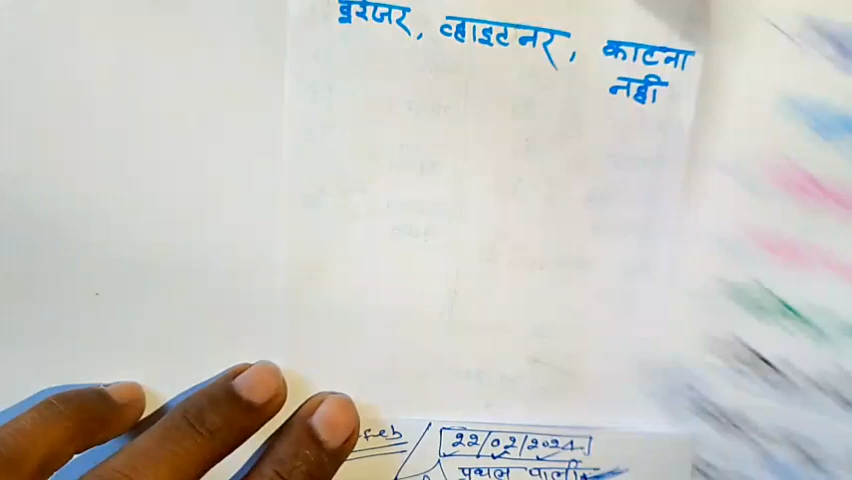 इरेजर, व्हाइटनर, काटना
नही
feb 22/02/2024
प्रथम पाली